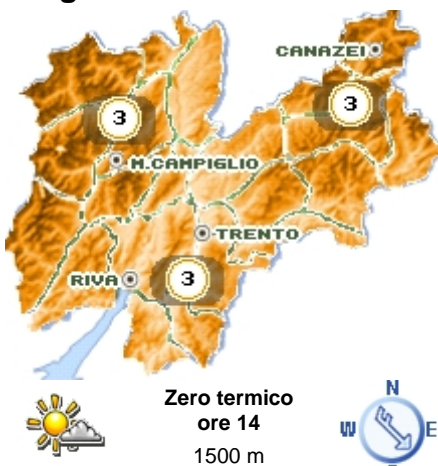 CANAZEI
3
3
M.CAMPIGLIO
TRENTO
RIVA
3
Zero termico
ore 14
1500 m
N
W
E